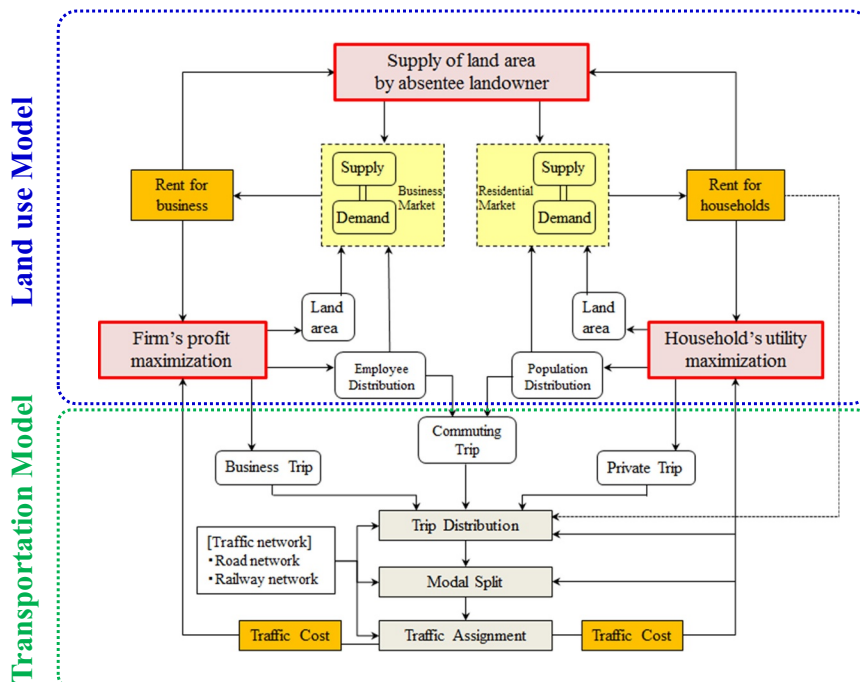 Land use Model
Transportation Model
Supply of land area
by absentee landowner
Rent for
business
Supply
Demand
Business
Market
Residential
Market
Supply
Demand
Rent for
households
Land
area
Land
area
Firm's profit
maximization
Household's utility
maximization
Employee
Distribution
Population
Distribution
Commuting
Trip
Business Trip
Private Trip
Trip Distribution
[Traffic network]
・Road network
・Railway network
Modal Split
Traffic Cost
Traffic Assignment
Traffic Cost